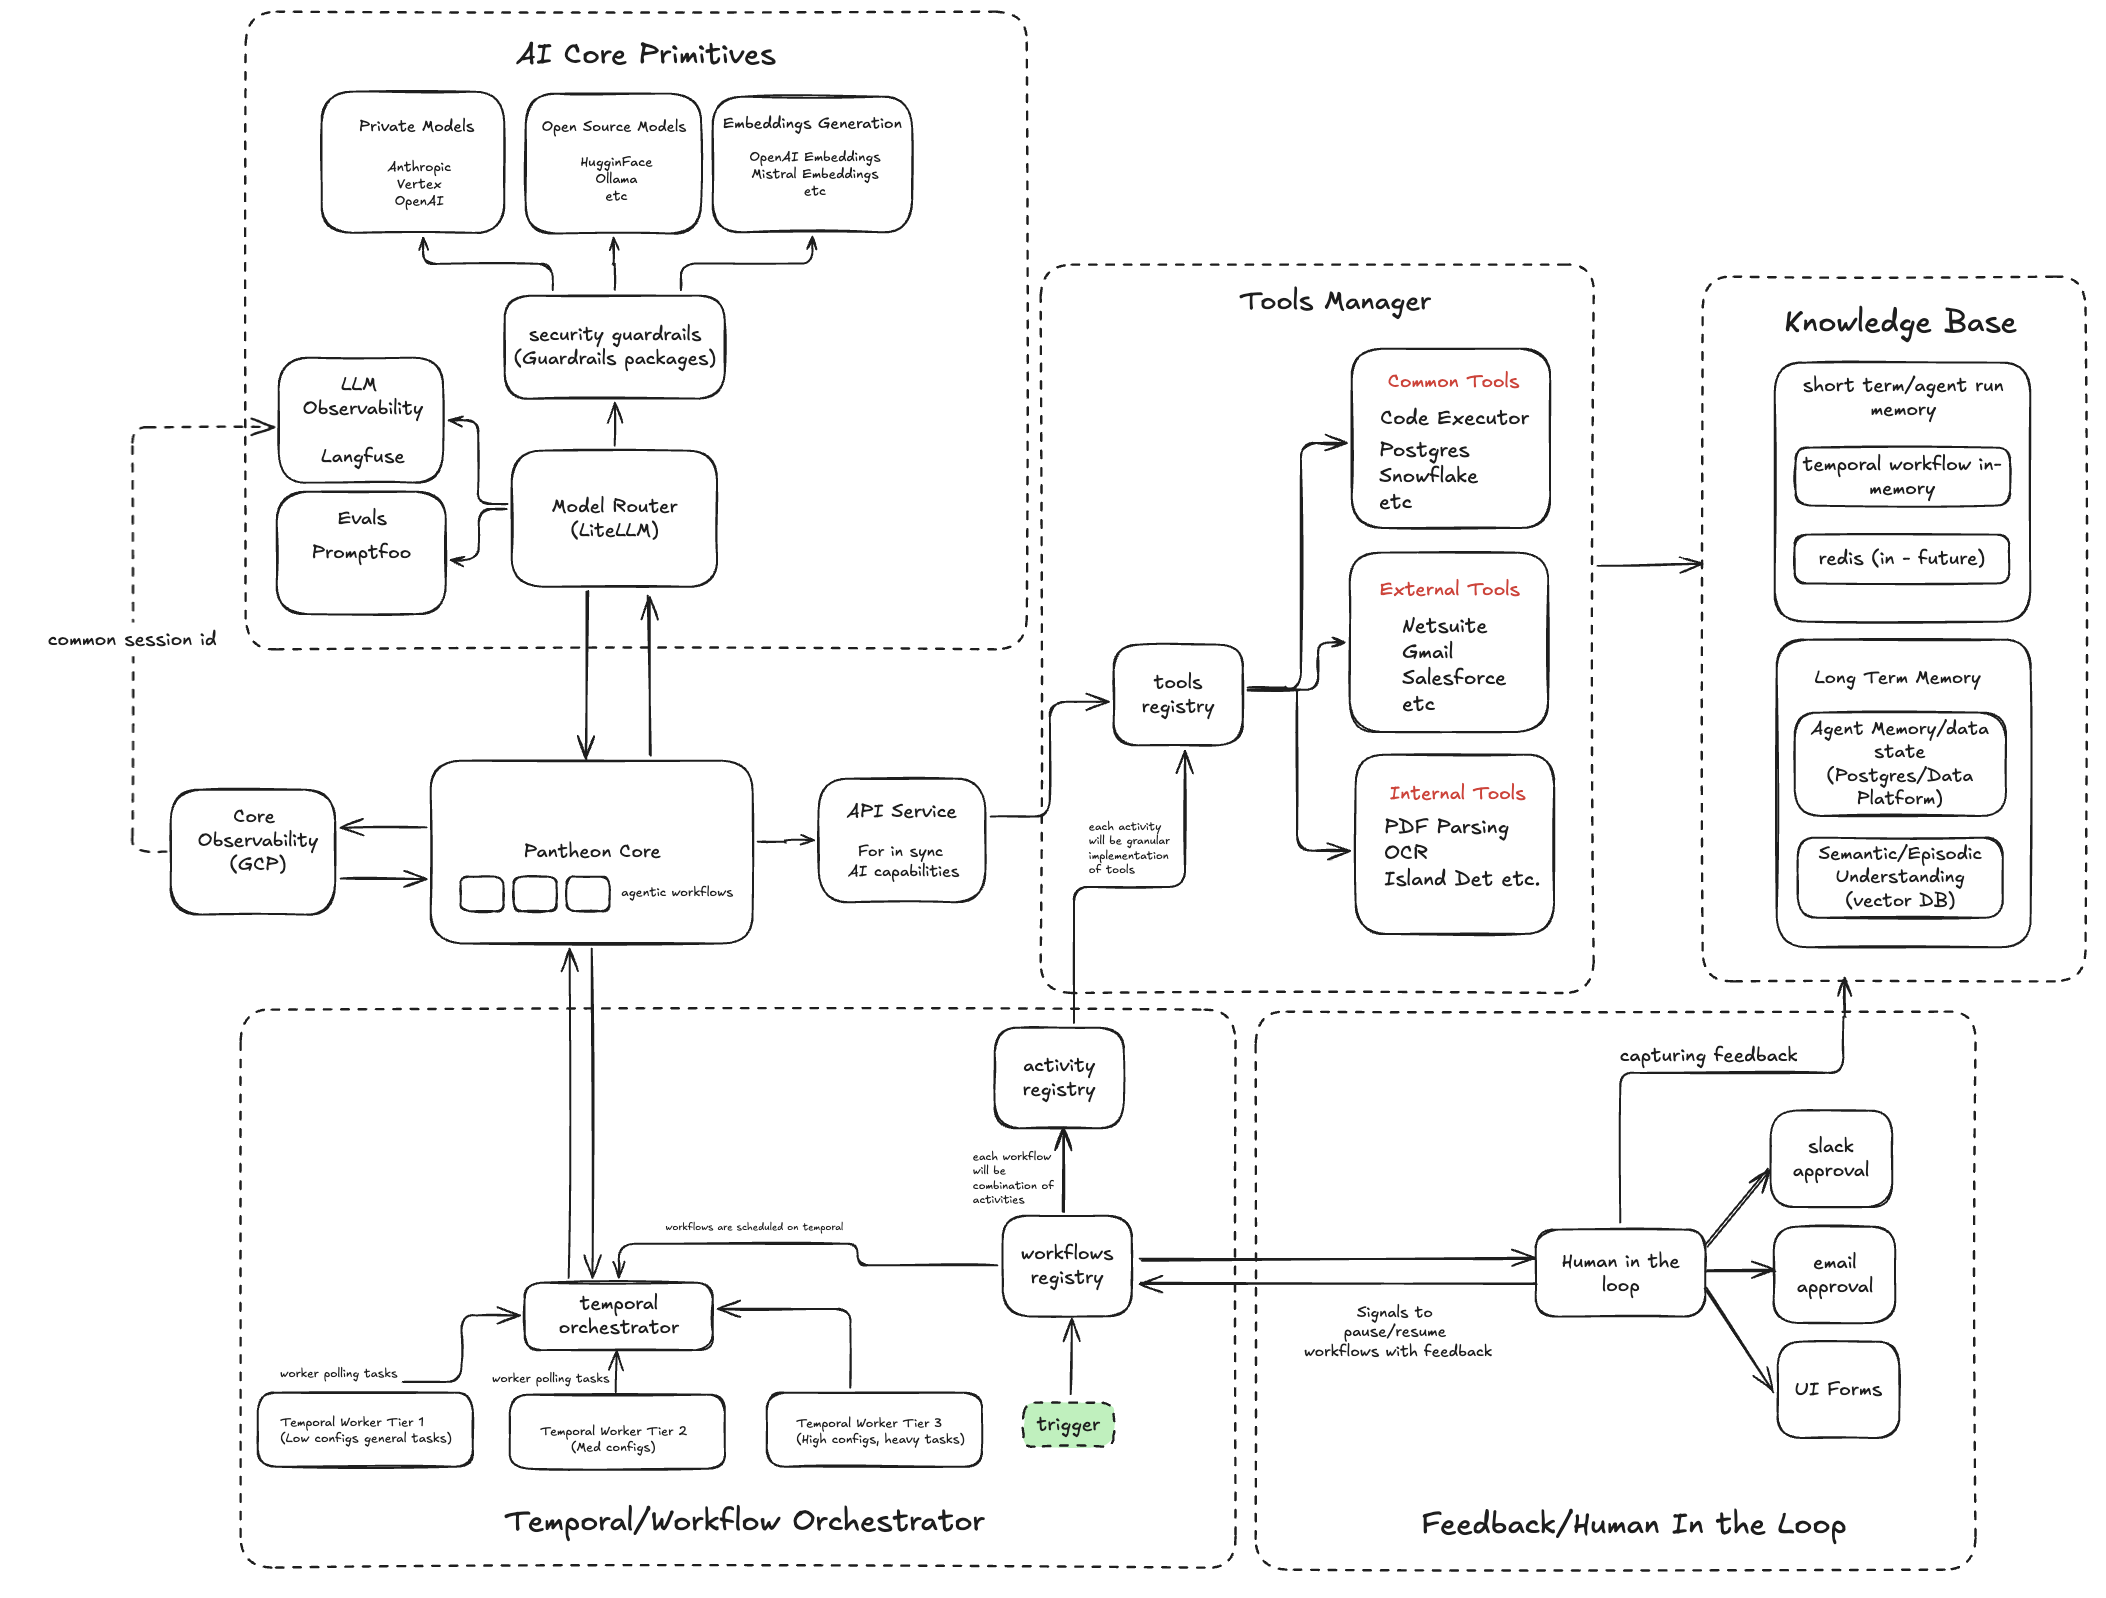 AI Core Primitives
Private Models
Anthropic
Vertex
OpenAI
Open Source Models
HugginFace
Ollama
etc
Embeddings Generation
OpenAI Embeddings
Mistral Embeddings
etc
security guardrails
(Guardrails packages)
LLM
Observability
Langfuse
Evals
Promptfoo
Model Router
(LiteLLM)
common session id
Core
Observability
(GCP)
Pantheon Core
agentic workflows
API Service
For in sync
AI capabilities
Tools Manager
tools
registry
Common Tools
Code Executor
Postgres
Snowflake
etc
External Tools
Netsuite
Gmail
Salesforce
etc
Internal Tools
PDF Parsing
OCR
Island Det etc.
each activity
will be granular
implementation
of tools
Knowledge Base
short term/agent run
memory
temporal workflow in-
memory
redis (in - future)
Long Term Memory
Agent Memory/data
state
(Postgres/Data
Platform)
Semantic/Episodic
Understanding
(vector DB)
activity
registry
each workflow
will be
combination of
activities
workflows are scheduled on temporal
workflows
registry
temporal
orchestrator
worker polling tasks
worker polling tasks
Temporal Worker Tier 1
(Low configs general tasks)
Temporal Worker Tier 2
(Med configs)
Temporal Worker Tier 3
(High configs, heavy tasks)
trigger
Temporal/Workflow Orchestrator
capturing feedback
Human in the
loop
slack
approval
email
approval
UI Forms
Signals to
pause/resume
workflows with feedback
Feedback/Human In the Loop